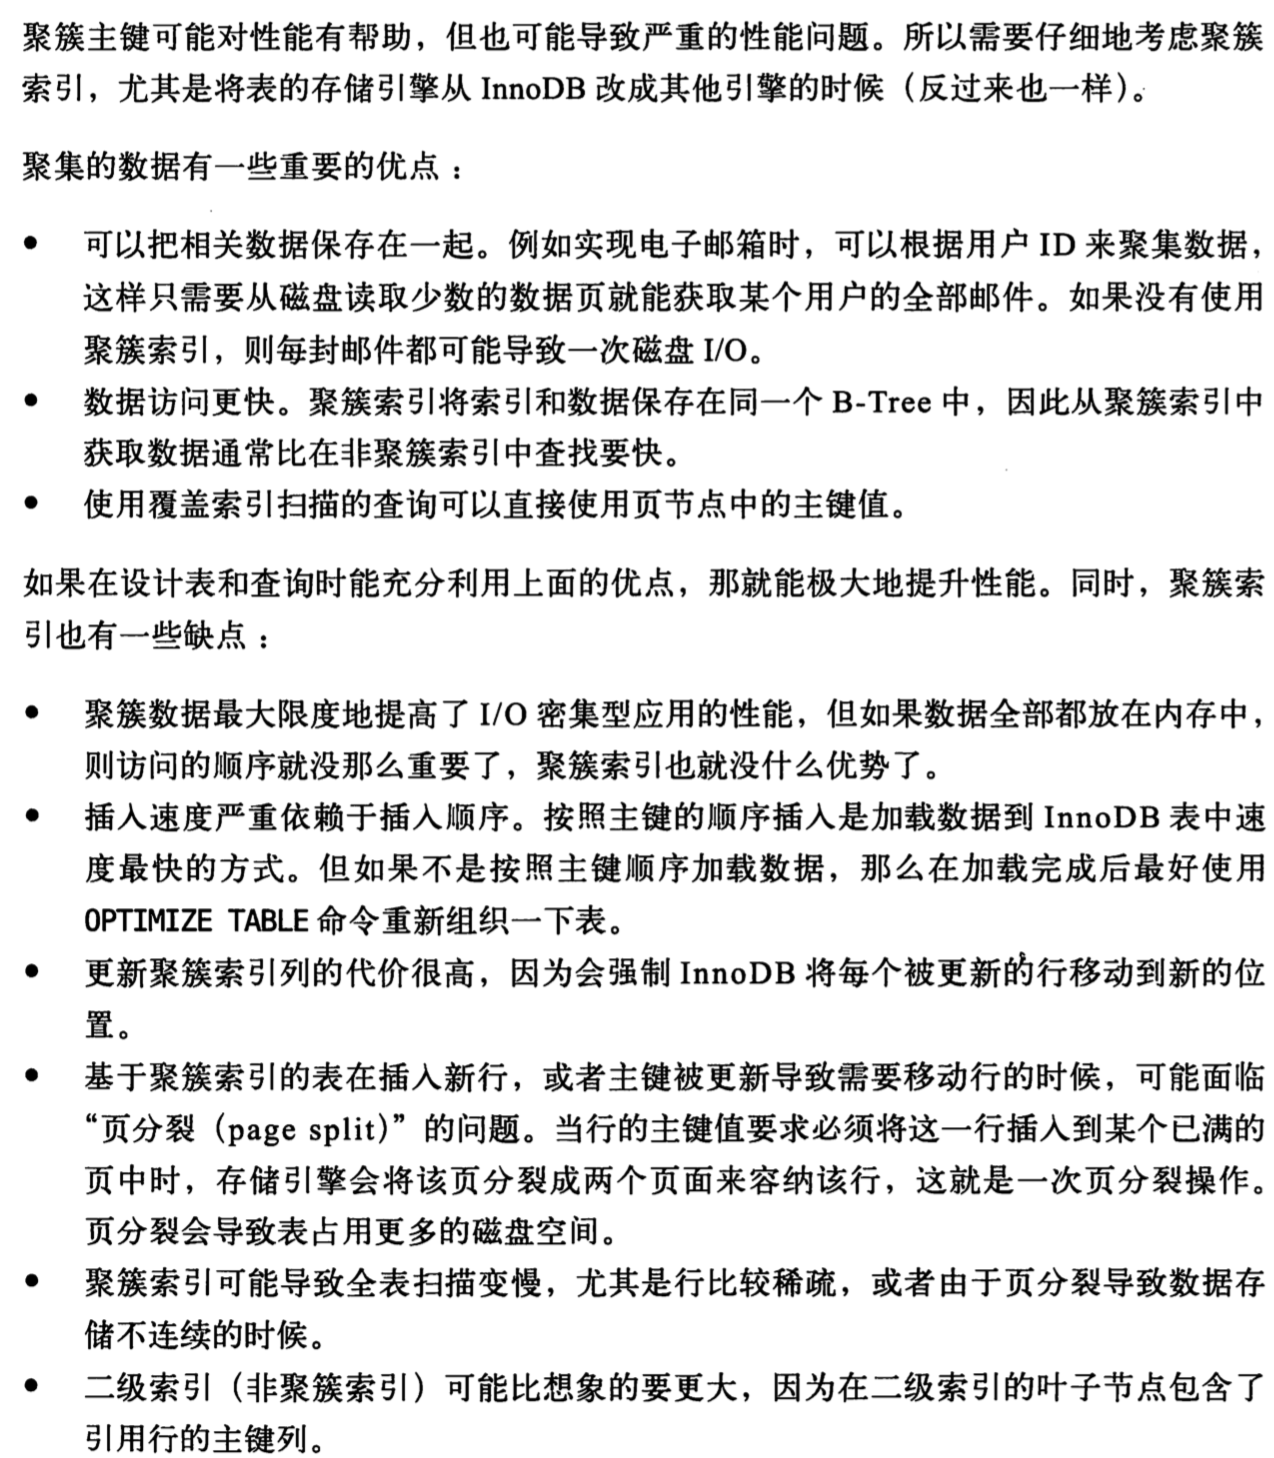 聚簇主键可能对性能有帮助，但也可能导致严重的性能问题。所以需要仔细地考虑聚簇
索引，尤其是将表的存储引擎从 InnoDB 改成其他引擎的时候（反过来也一样）。
聚集的数据有一些重要的优点：
● 可以把相关数据保存在一起。例如实现电子邮箱时，可以根据用户 ID 来聚集数据，
这样只需要从磁盘读取少数的数据页就能获取某个用户的全部邮件。如果没有使用
聚簇索引，则每封邮件都可能导致一次磁盘 I/O。
● 数据访问更快。聚簇索引将索引和数据保存在同一个 B-Tree 中，因此从聚簇索引中
获取数据通常比在非聚簇索引中查找要快。
● 使用覆盖索引扫描的查询可以直接使用页节点中的主键值。
如果在设计表和查询时能充分利用上面的优点，那就能极大地提升性能。同时，聚簇索
引也有一些缺点：
● 聚簇数据最大限度地提高了 I/O 密集型应用的性能，但如果数据全部都放在内存中，
则访问的顺序就没那么重要了，聚簇索引也就没什么优势了。
● 插入速度严重依赖于插入顺序。按照主键的顺序插入是加载数据到 InnoDB 表中速
度最快的方式。但如果不是按照主键顺序加载数据，那么在加载完成后最好使用
OPTIMIZE TABLE 命令重新组织一下表。
● 更新聚簇索引列的代价很高，因为会强制 InnoDB 将每个被更新的行移动到新的位
置。
● 基于聚簇索引的表在插入新行，或者主键被更新导致需要移动行的时候，可能面临
“页分裂（page split）”的问题。当行的主键值要求必须将这一行插入到某个已满的
页中时，存储引擎会将该页分裂成两个页面来容纳该行，这就是一次页分裂操作。
页分裂会导致表占用更多的磁盘空间。
● 聚簇索引可能导致全表扫描变慢，尤其是行比较稀疏，或者由于页分裂导致数据存
储不连续的时候。
● 二级索引（非聚簇索引）可能比想象的要更大，因为在二级索引的叶子节点包含了
引用行的主键列。